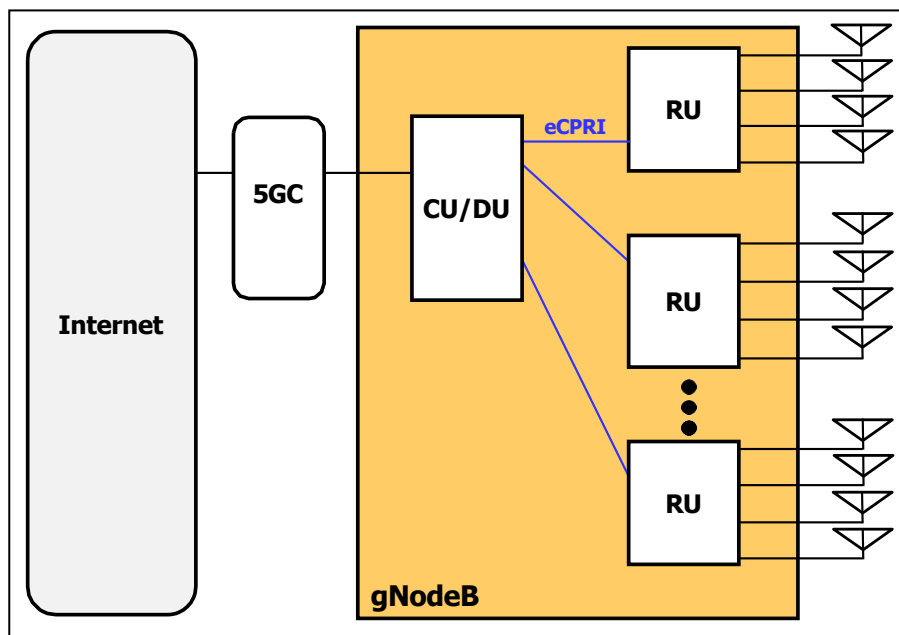 Internet
5GC
CU/DU
eCPRI
RU
RU
RU
gNodeB